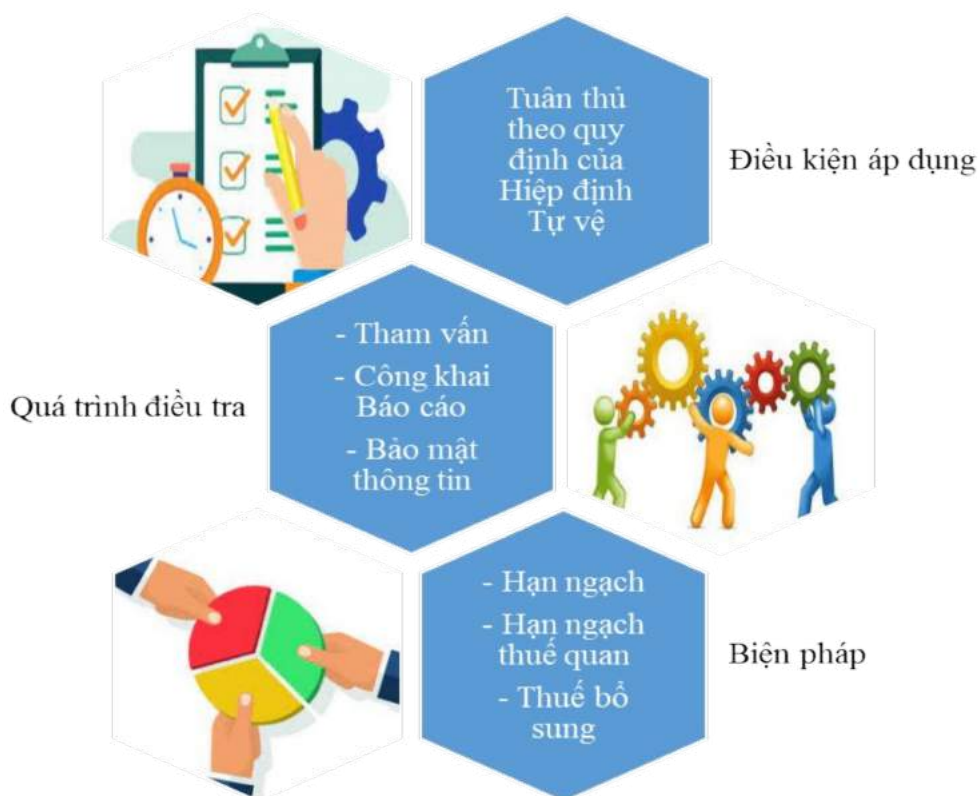 Tuân thủ
theo quy
định của
Hiệp định
Tự vệ
Điều kiện áp dụng
Quá trình điều tra
- Tham vấn
- Công khai
Báo cáo
- Bảo mật
thông tin
- Hạn ngạch
- Hạn ngạch
thuế quan
- Thuế bổ
sung
Biện pháp